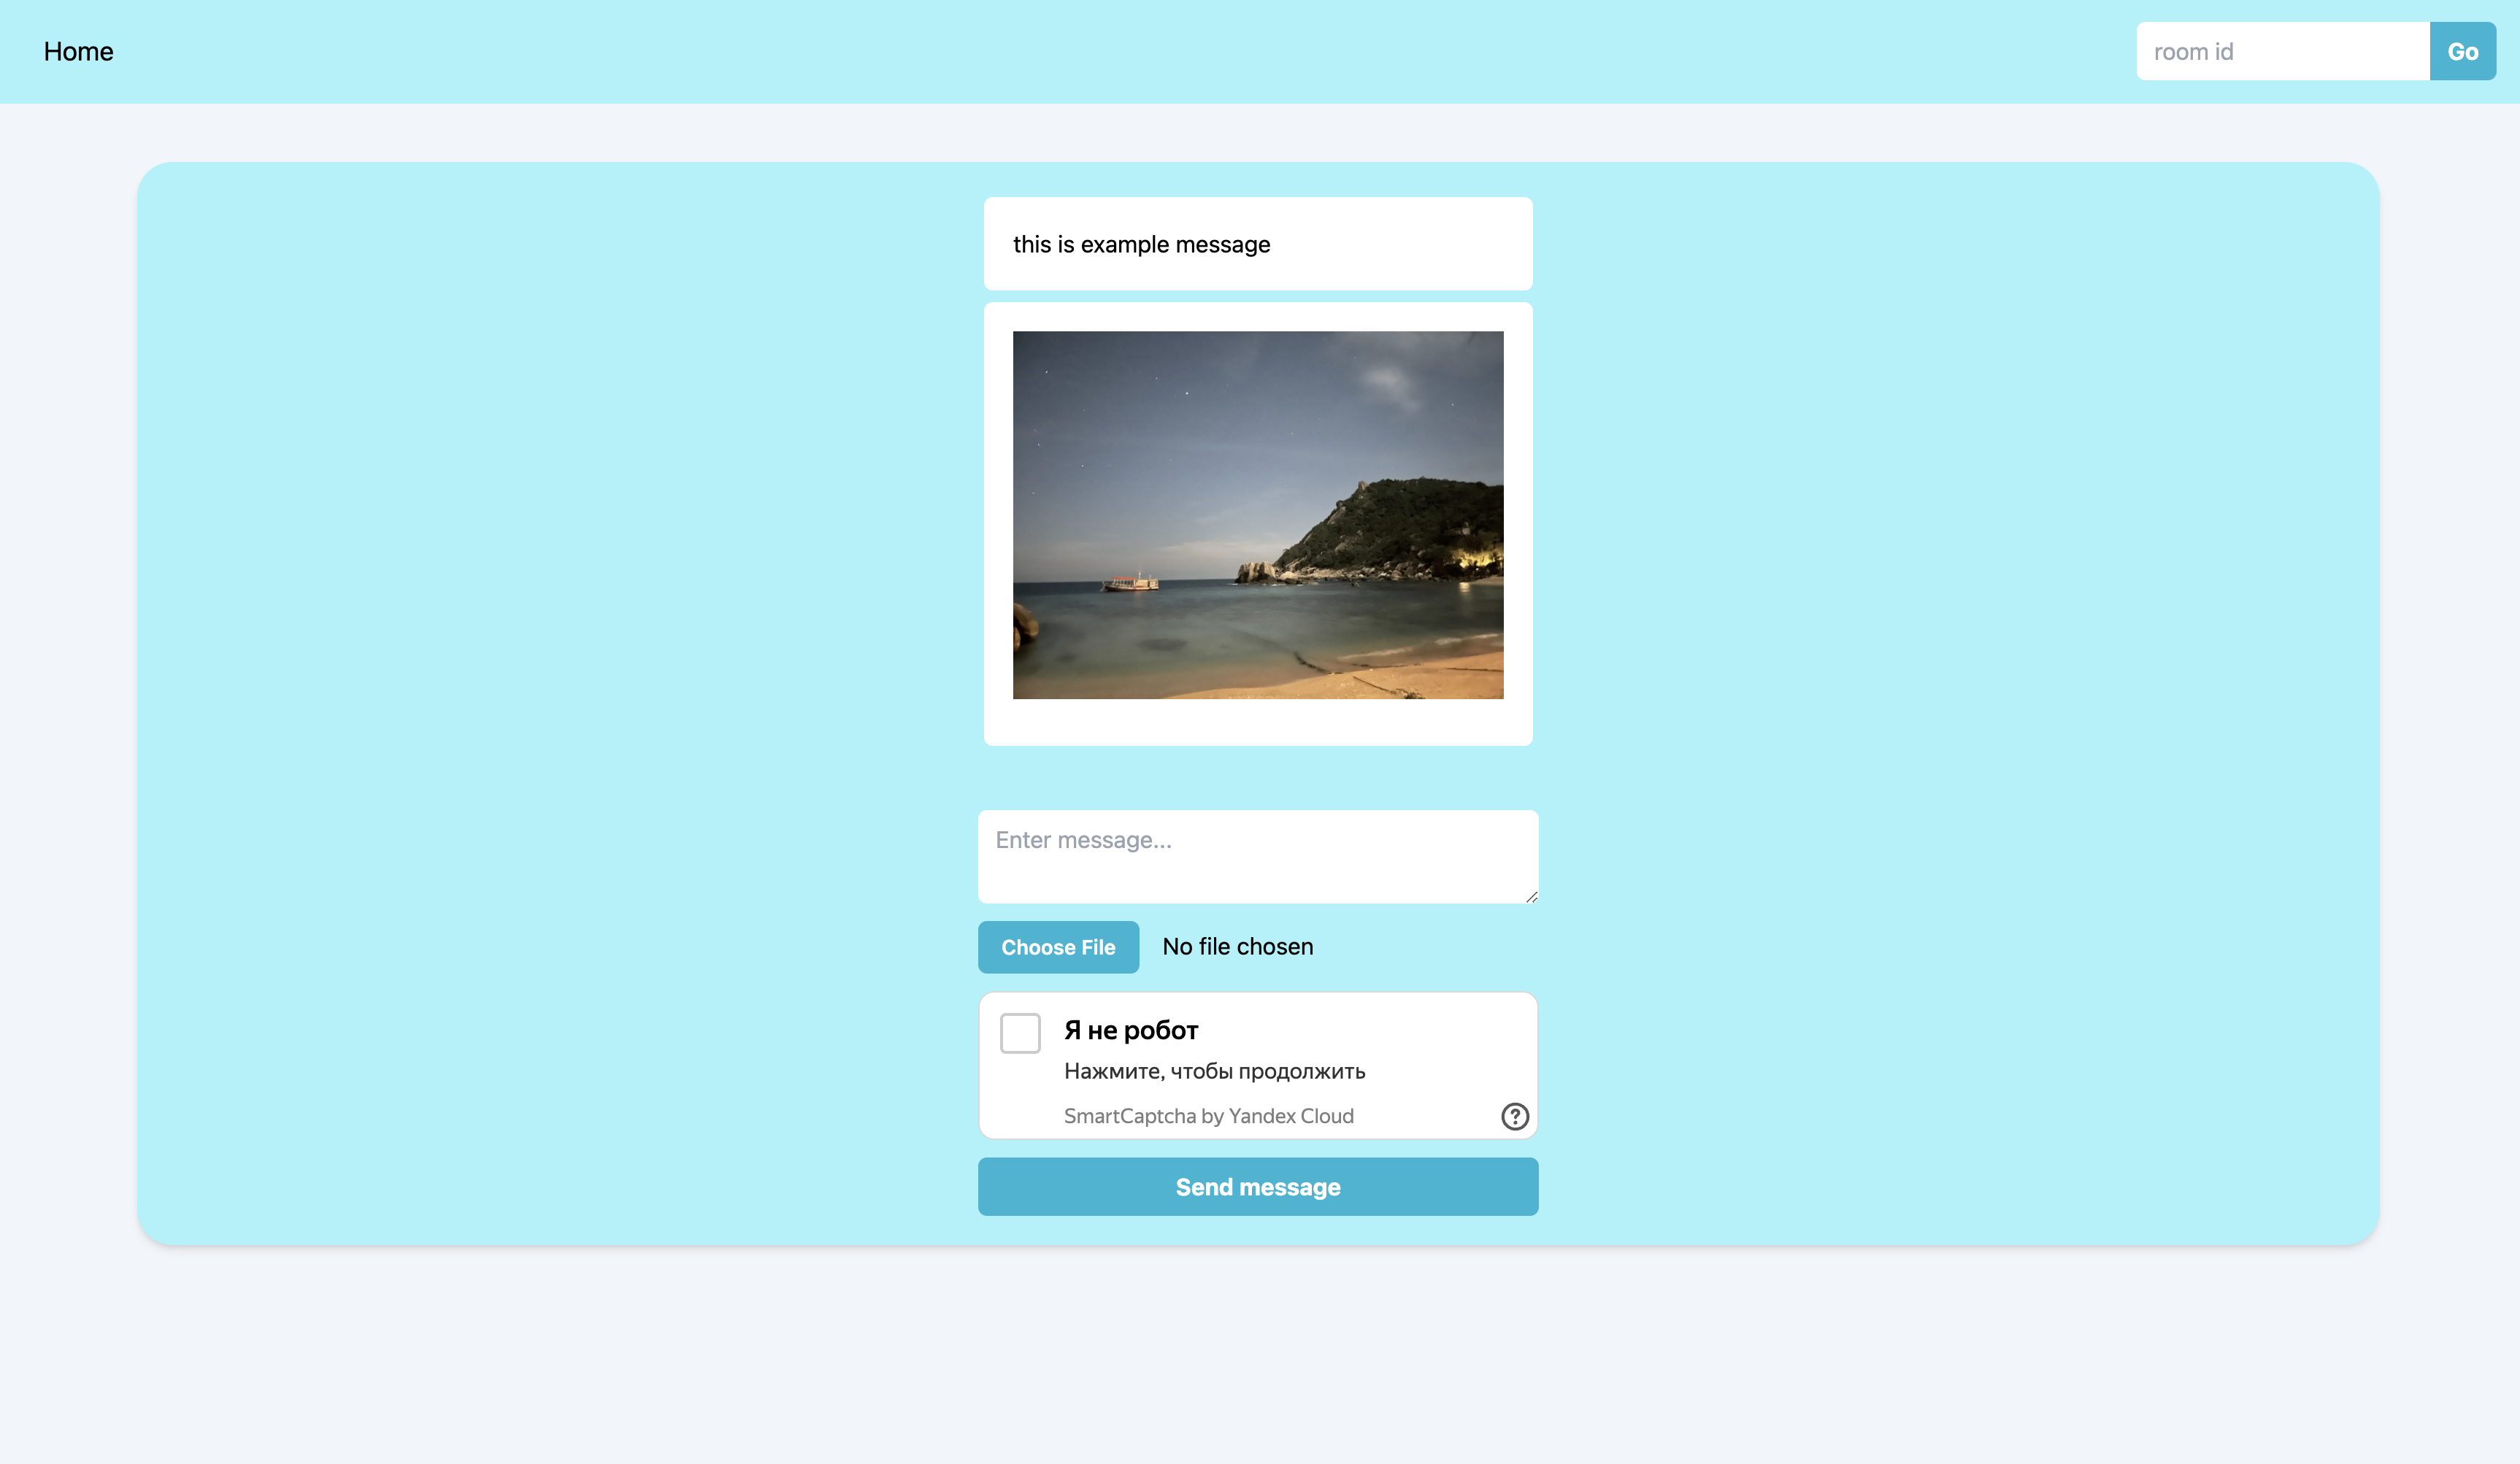 Home
room id
Go
this is example message
Enter message...
Choose File
No file chosen
Я не робот
Нажмите, чтобы продолжить
SmartCaptcha by Yandex Cloud
?
Send message